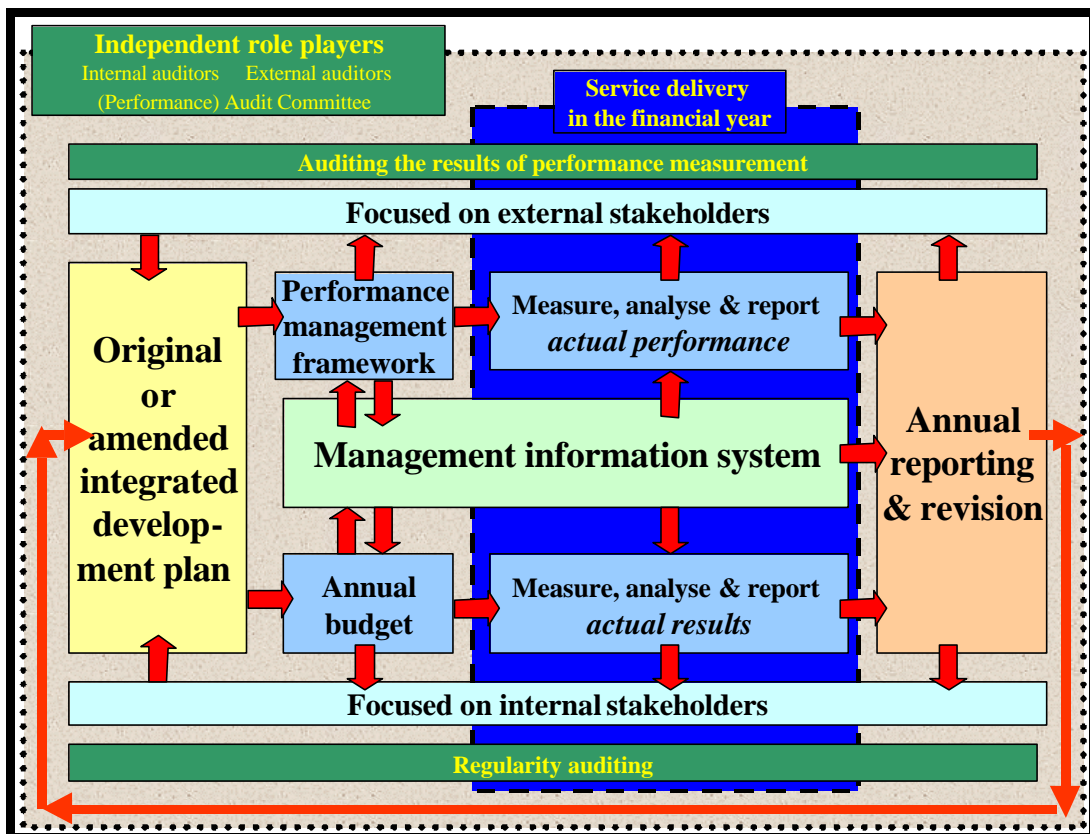 Independent role players
Internal auditors External auditors
(Performance) Audit Committee
Service delivery
in the financial year
Auditing the results of performance measurement
Focused on external stakeholders
Original
or
amended
integrated
develop-
ment plan
Performance
management
framework
Measure, analyse & report
actual performance
Management information system
Annual
reporting
& revision
Annual
budget
Measure, analyse & report
actual results
Focused on internal stakeholders
Regularity auditing